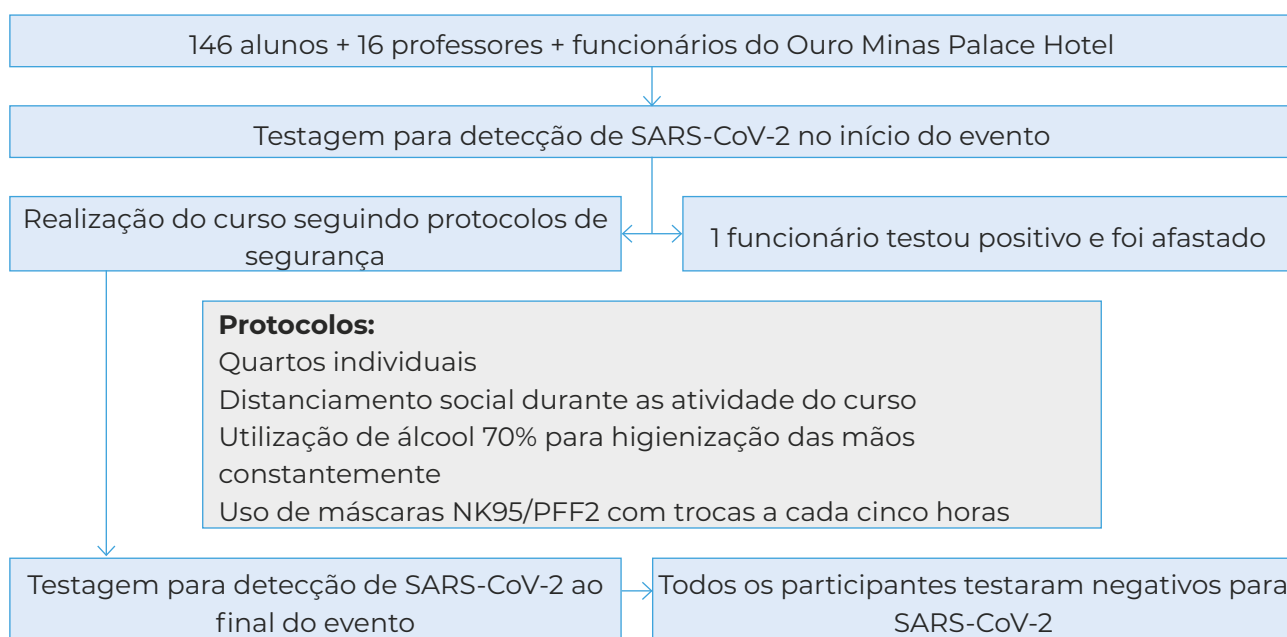 146 alunos + 16 professores + funcionários do Ouro Minas Palace Hotel
Testagem para detecção de SARS-CoV-2 no início do evento
Realização do curso seguindo protocolos de
segurança
1 funcionário testou positivo e foi afastado
Protocolos:
Quartos individuais
Distanciamento social durante as atividade do curso
Utilização de álcool 70% para higienização das mãos
constantemente
Uso de máscaras NK95/PFF2 com trocas a cada cinco horas
Testagem para detecção de SARS-CoV-2 ao
final do evento
Todos os participantes testaram negativos para
SARS-CoV-2